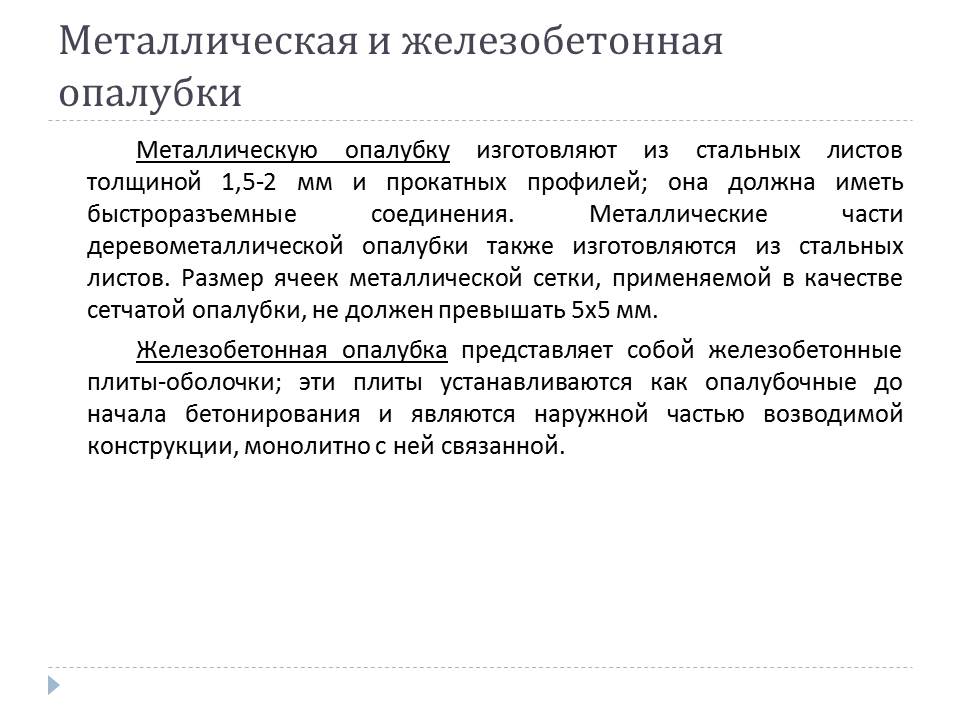 Металлическая и железобетонная
опалубки
Металлическую опалубку изготовляют из стальных листов
толщиной 1,5-2 мм и прокатных профилей; она должна иметь
быстроразъемные соединения. Металлические части
деревометаллической опалубки также изготовляются из стальных
листов. Размер ячеек металлической сетки, применяемой в качестве
сетчатой опалубки, не должен превышать 5х5 мм.
Железобетонная опалубка представляет собой железобетонные
плиты-оболочки; эти плиты устанавливаются как опалубочные до
начала бетонирования и являются наружной частью возводимой
конструкции, монолитно с ней связанной.